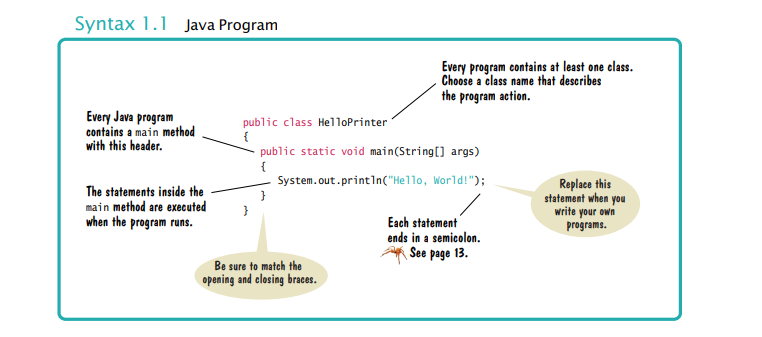 Syntax 1.1 Java Program
Every program contains at least one class.
Choose a class name that describes
the program action.
Every Java program
contains a main method
with this header.
public class HelloPrinter
{
public static void main(String[] args)
{
System.out.println("Hello, World!");
}
}
The statements inside the
main method are executed
when the program runs.
Replace this
statement when you
write your own
programs.
Each statement
ends in a semicolon.
See page 13.
Be sure to match the
opening and closing braces.